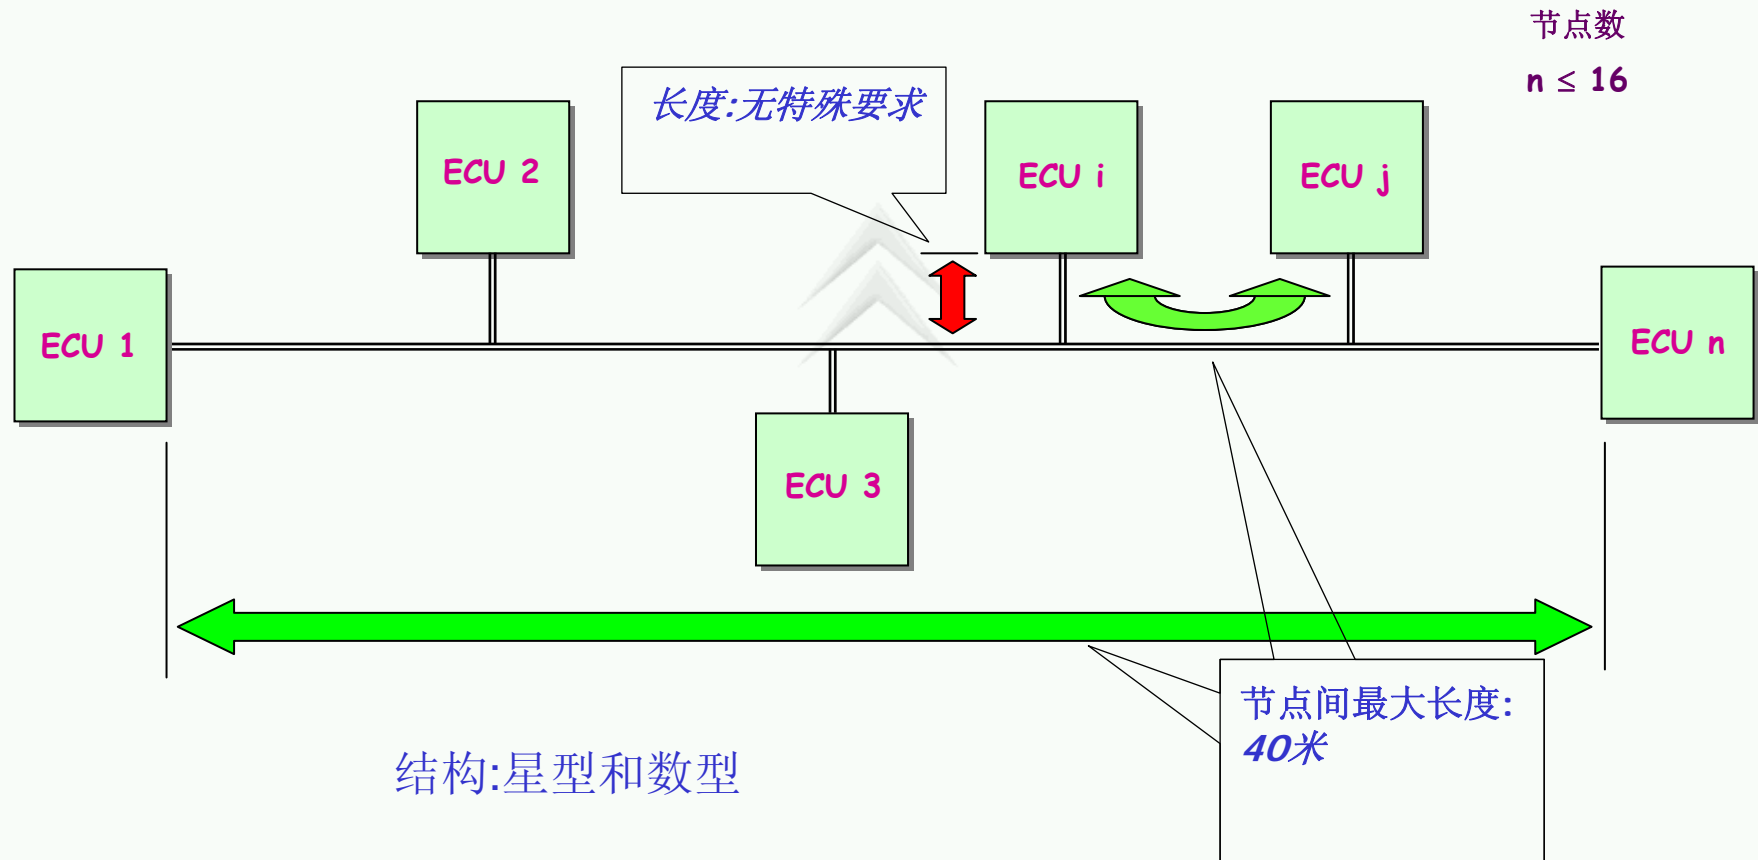 节点数
n ≤ 16
长度:无特殊要求
ECU 2
ECU i
ECU j
ECU 1
ECU n
ECU 3
节点间最大长度:
40米
结构:星型和数型